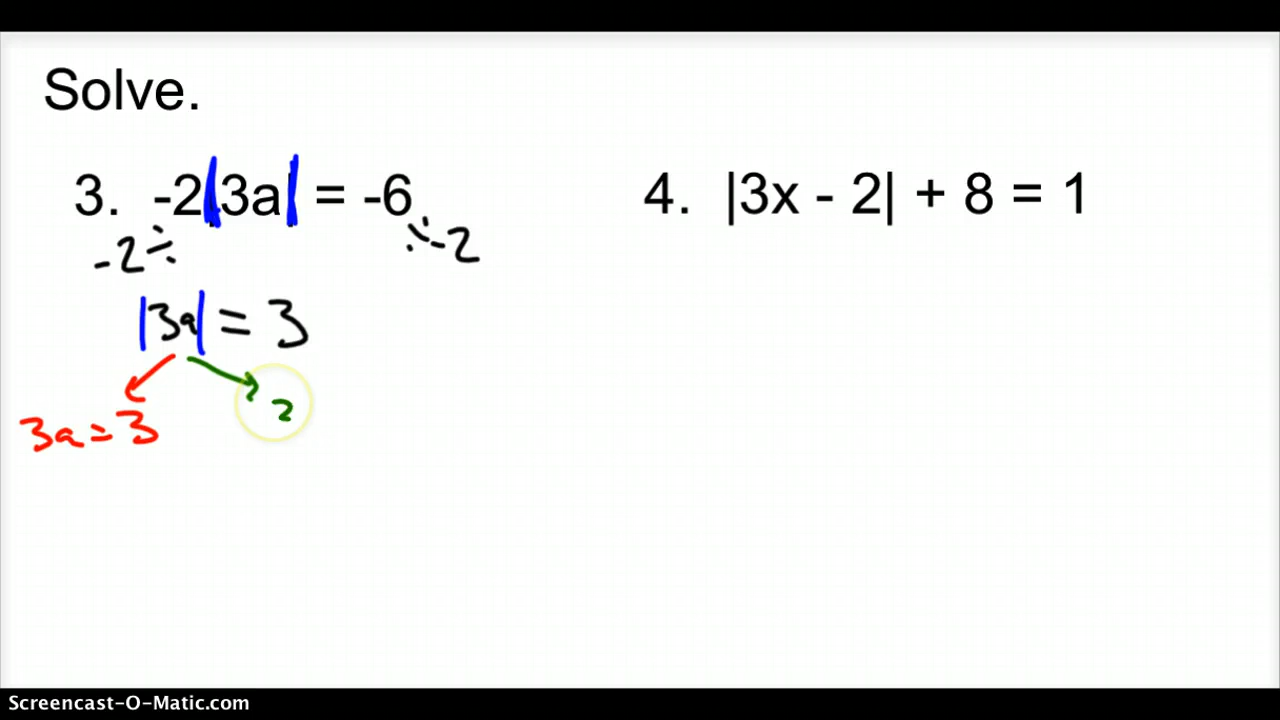 Solve.
3. -2|3a| = -6
-2 ÷ ÷ -2
|3a| = 3
3a = 3
4. |3x - 2| + 8 = 1
Screencast-O-Matic.com